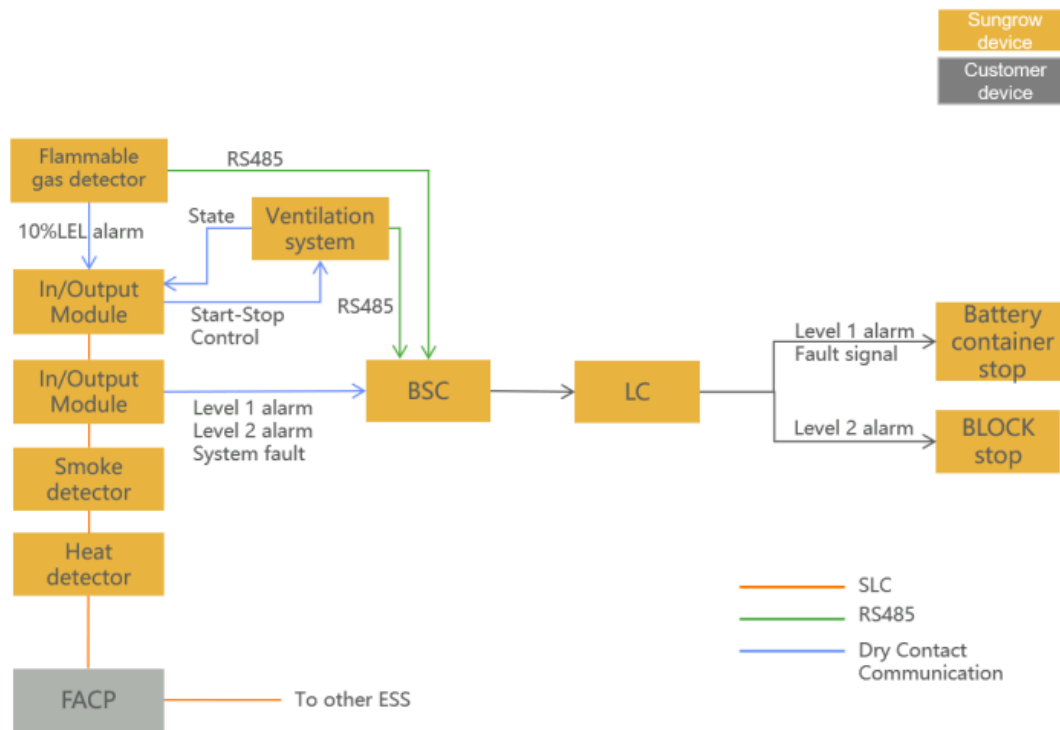 Sungrow
device
Customer
device
Flammable
gas detector
RS485
10%LEL alarm
State
Ventilation
system
In/Output
Module
Start-Stop
Control
RS485
In/Output
Module
Level 1 alarm
Level 2 alarm
System fault
BSC
LC
Level 1 alarm
Fault signal
Battery
container
stop
Level 2 alarm
BLOCK
stop
Smoke
detector
Heat
detector
SLC
RS485
Dry Contact
Communication
FACP
To other ESS